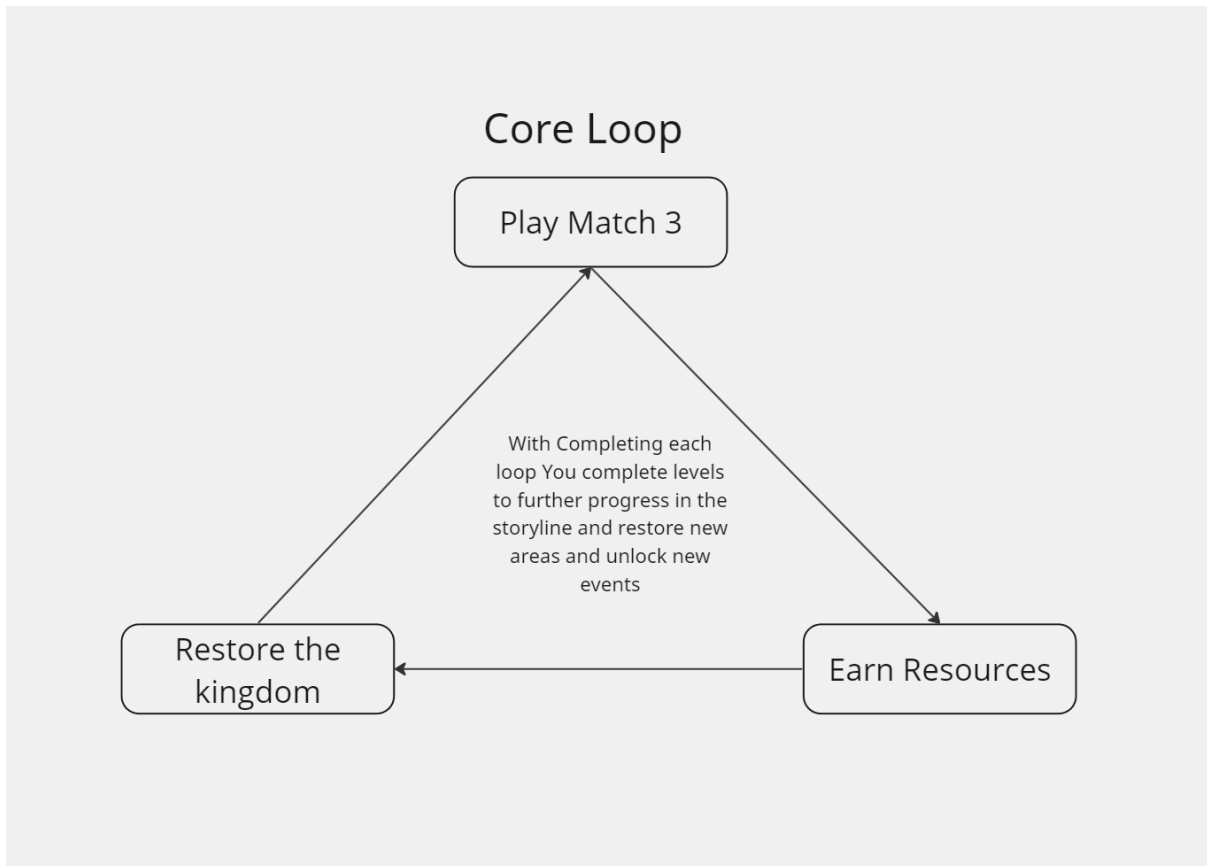 Core Loop
Play Match 3
With Completing each
loop You complete levels
to further progress in the
storyline and restore new
areas and unlock new
events
Restore the
kingdom
Earn Resources